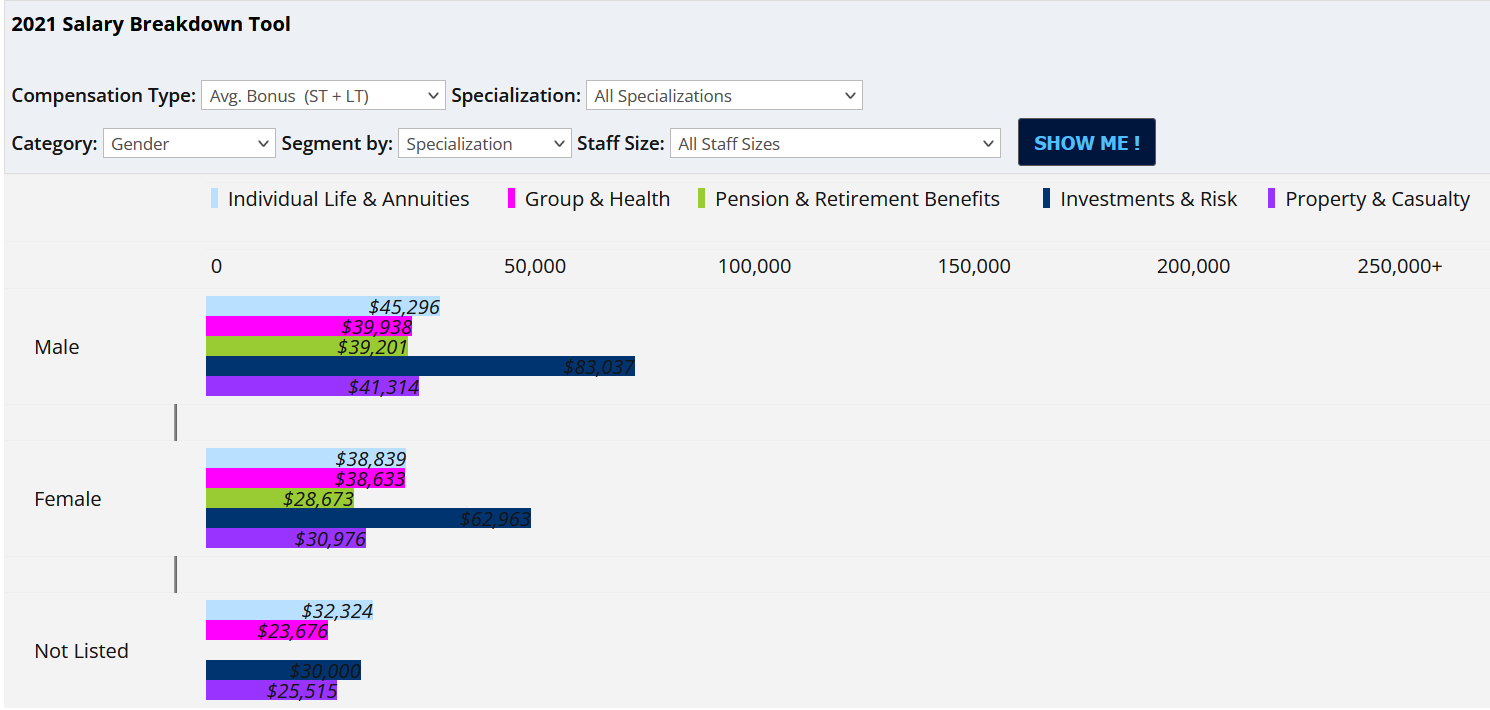 2021 Salary Breakdown Tool
Compensation Type: Avg. Bonus (ST + LT) Specialization: All Specializations
Category: Gender Segment by: Specialization Staff Size: All Staff Sizes SHOW ME !
Individual Life & Annuities Group & Health Pension & Retirement Benefits Investments & Risk Property & Casualty
0 50,000 100,000 150,000 200,000 250,000+
$45,296
$39,938
Male $39,201
$83,037
$41,314
$38,839
$38,633
Female $28,673
$62,963
$30,976
$32,324
$23,676
Not Listed
$30,000
$25,515